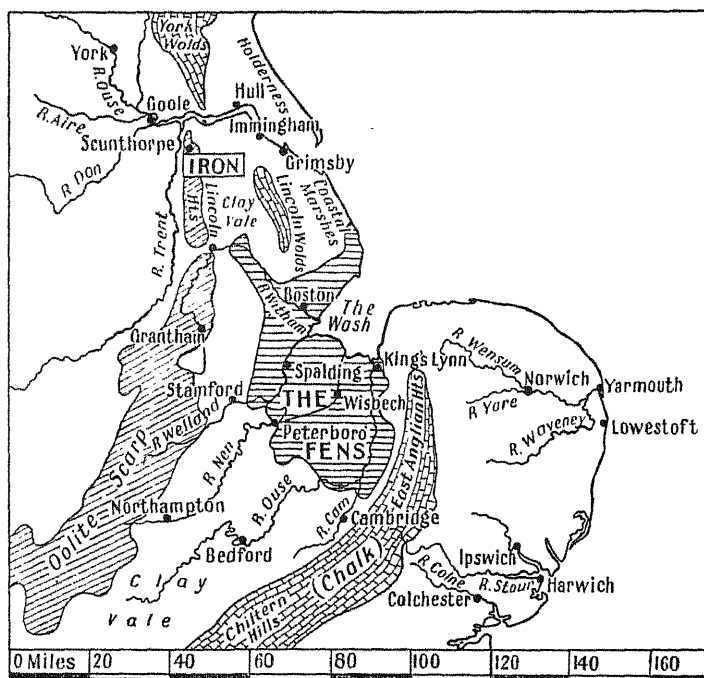 York
Wolds
York
R. Ouse
Holderness
Goole
Hull
R. Aire
Immingham
Scunthorpe
Grimsby
IRON
R. Don
Lincoln
Hls
Clay
Vale
Lincoln Wolds
Coastal
Marshes
R. Trent
R. Witham
Boston
The
Wash
Grantham
King's Lynn
R. Wensum
Spalding
Norwich
Yarmouth
Stamford
THE
Wisbech
R. Yare
R. Waveney
Lowestoft
R. Welland
Peterboro
FENS
Oolite Scarp
R. Nen
East Anglian Hts.
Northampton
R. Ouse
R. Cam
Cambridge
Bedford
Ipswich
(Chalk)
Clay
Vale
R. Colne
R. Stour
Harwich
Colchester
Chiltern
Hills
0 Miles 20 40 60 80 100 120 140 160